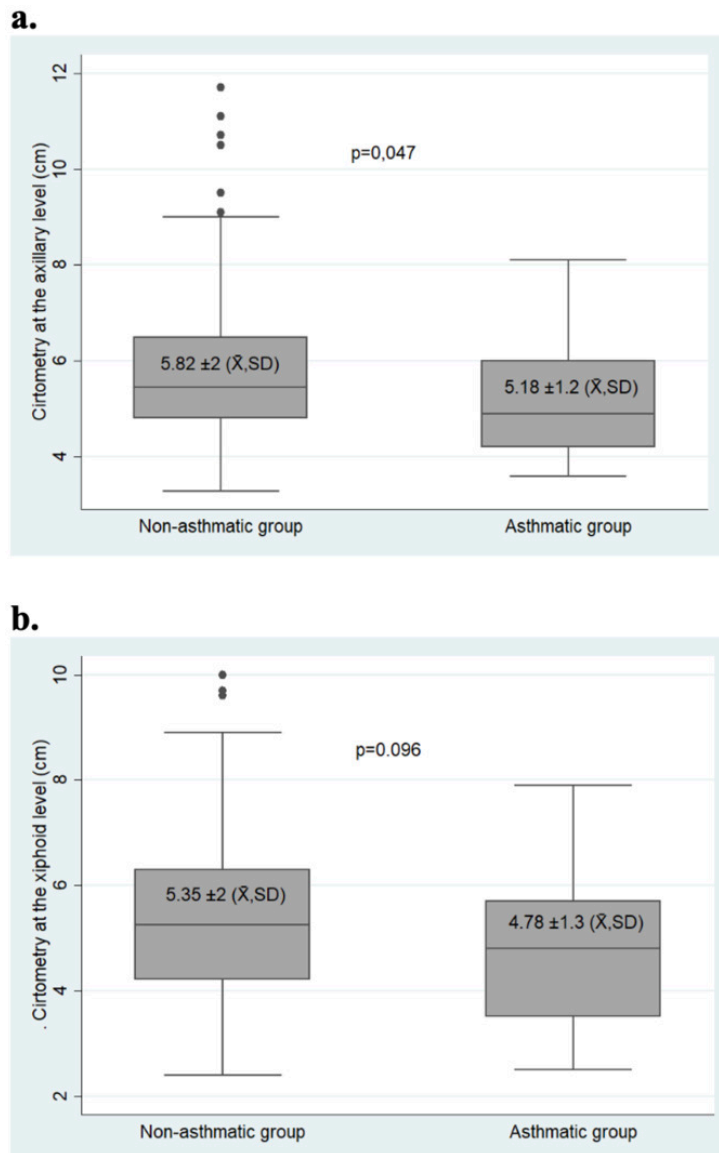 a.
Cirtometry at the axillary level (cm)
12
10
8
6
4
p=0,047
5.82 ±2 (X̄,SD)
5.18 ±1.2 (X̄,SD)
Non-asthmatic group
Asthmatic group
b.
. Cirtometry at the xiphoid level (cm)
10
8
6
4
2
p=0.096
5.35 ±2 (X̄,SD)
4.78 ±1.3 (X̄,SD)
Non-asthmatic group
Asthmatic group